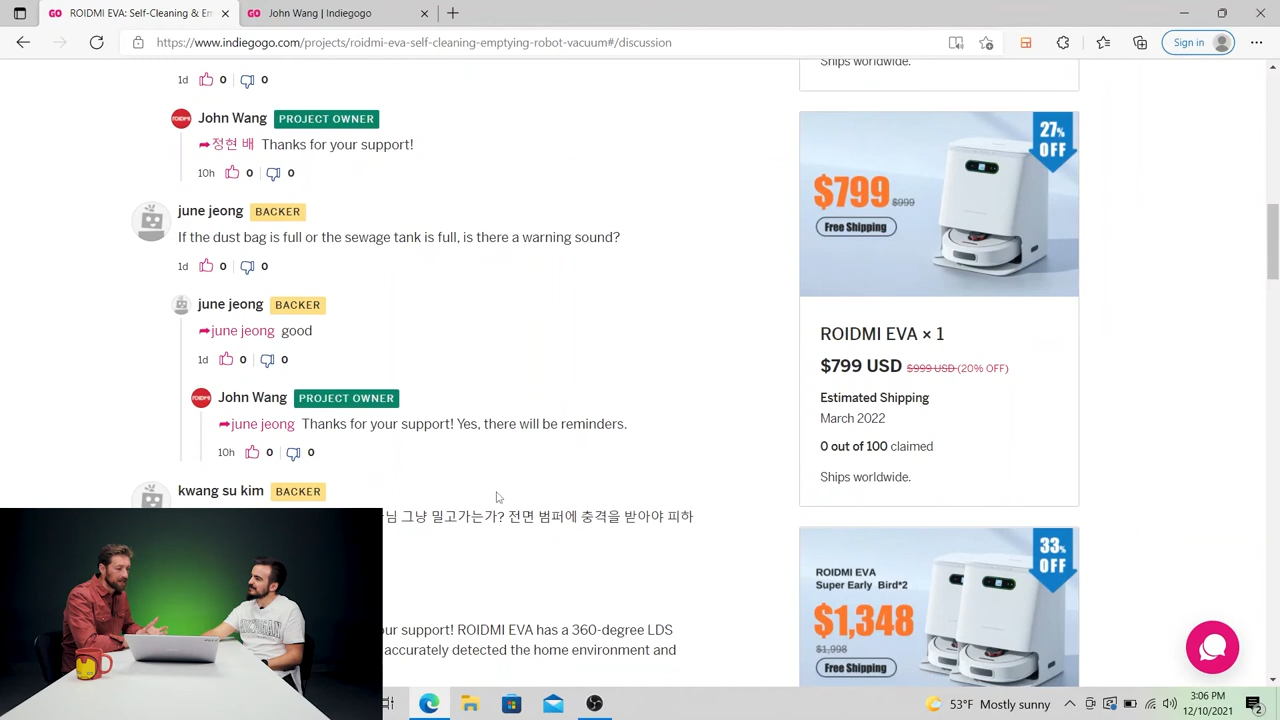 ROIDMI EVA: Self-Cleaning & Em
John Wang | Indiegogo
https://www.indiegogo.com/projects/roidmi-eva-self-cleaning-emptying-robot-vacuum#/discussion
Sign in
1d 0 0
John Wang PROJECT OWNER
정현 배 Thanks for your support!
10h 0 0
june jeong BACKER
If the dust bag is full or the sewage tank is full, is there a warning sound?
1d 0 0
june jeong BACKER
june jeong good
1d 0 0
John Wang PROJECT OWNER
june jeong Thanks for your support! Yes, there will be reminders.
10h 0 0
kwang su kim BACKER
님 그냥 밀고가는가? 전면 범퍼에 충격을 받아야 피하
ur support! ROIDMI EVA has a 360-degree LDS
accurately detected the home environment and
Ships worldwide.
27%
OFF
$799 $999
Free Shipping
ROIDMI EVA × 1
$799 USD $999 USD (20% OFF)
Estimated Shipping
March 2022
0 out of 100 claimed
Ships worldwide.
33%
OFF
ROIDMI EVA
Super Early Bird*2
$1,348
$1,998
Free Shipping
53°F Mostly sunny
3:06 PM
12/10/2021
2